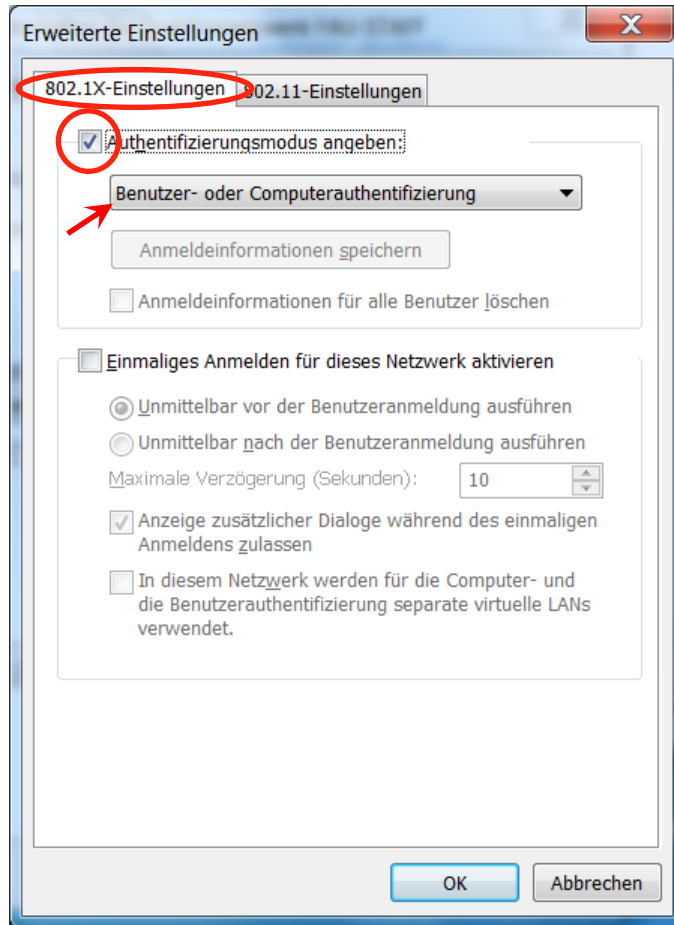 Erweiterte Einstellungen
802.1X-Einstellungen
802.11-Einstellungen
Authentifizierungsmodus angeben:
Benutzer- oder Computerauthentifizierung
Anmeldeinformationen speichern
Anmeldeinformationen für alle Benutzer löschen
Einmaliges Anmelden für dieses Netzwerk aktivieren
Unmittelbar vor der Benutzeranmeldung ausführen
Unmittelbar nach der Benutzeranmeldung ausführen
Maximale Verzögerung (Sekunden): 10
Anzeige zusätzlicher Dialoge während des einmaligen
Anmeldens zulassen
In diesem Netzwerk werden für die Computer- und
die Benutzerauthentifizierung separate virtuelle LANs
verwendet.
OK
Abbrechen